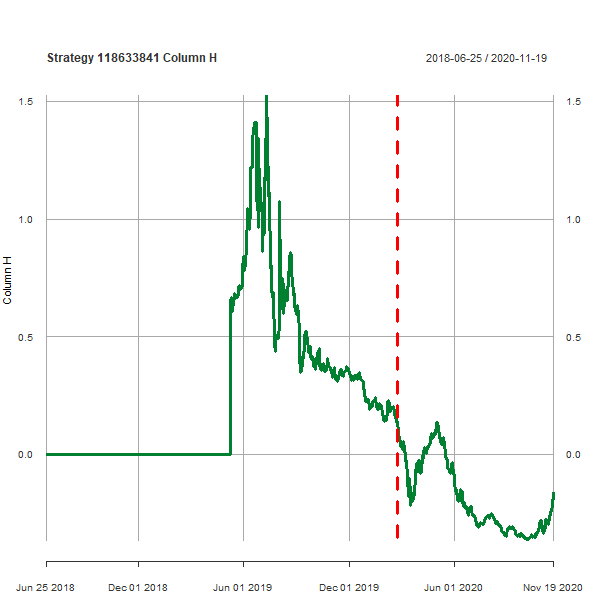 Strategy 118633841 Column H
2018-06-25 / 2020-11-19
1.5 1.5
1.0 1.0
0.5 0.5
0.0 0.0
Column H
Jun 25 2018 Dec 01 2018 Jun 01 2019 Dec 01 2019 Jun 01 2020 Nov 19 2020